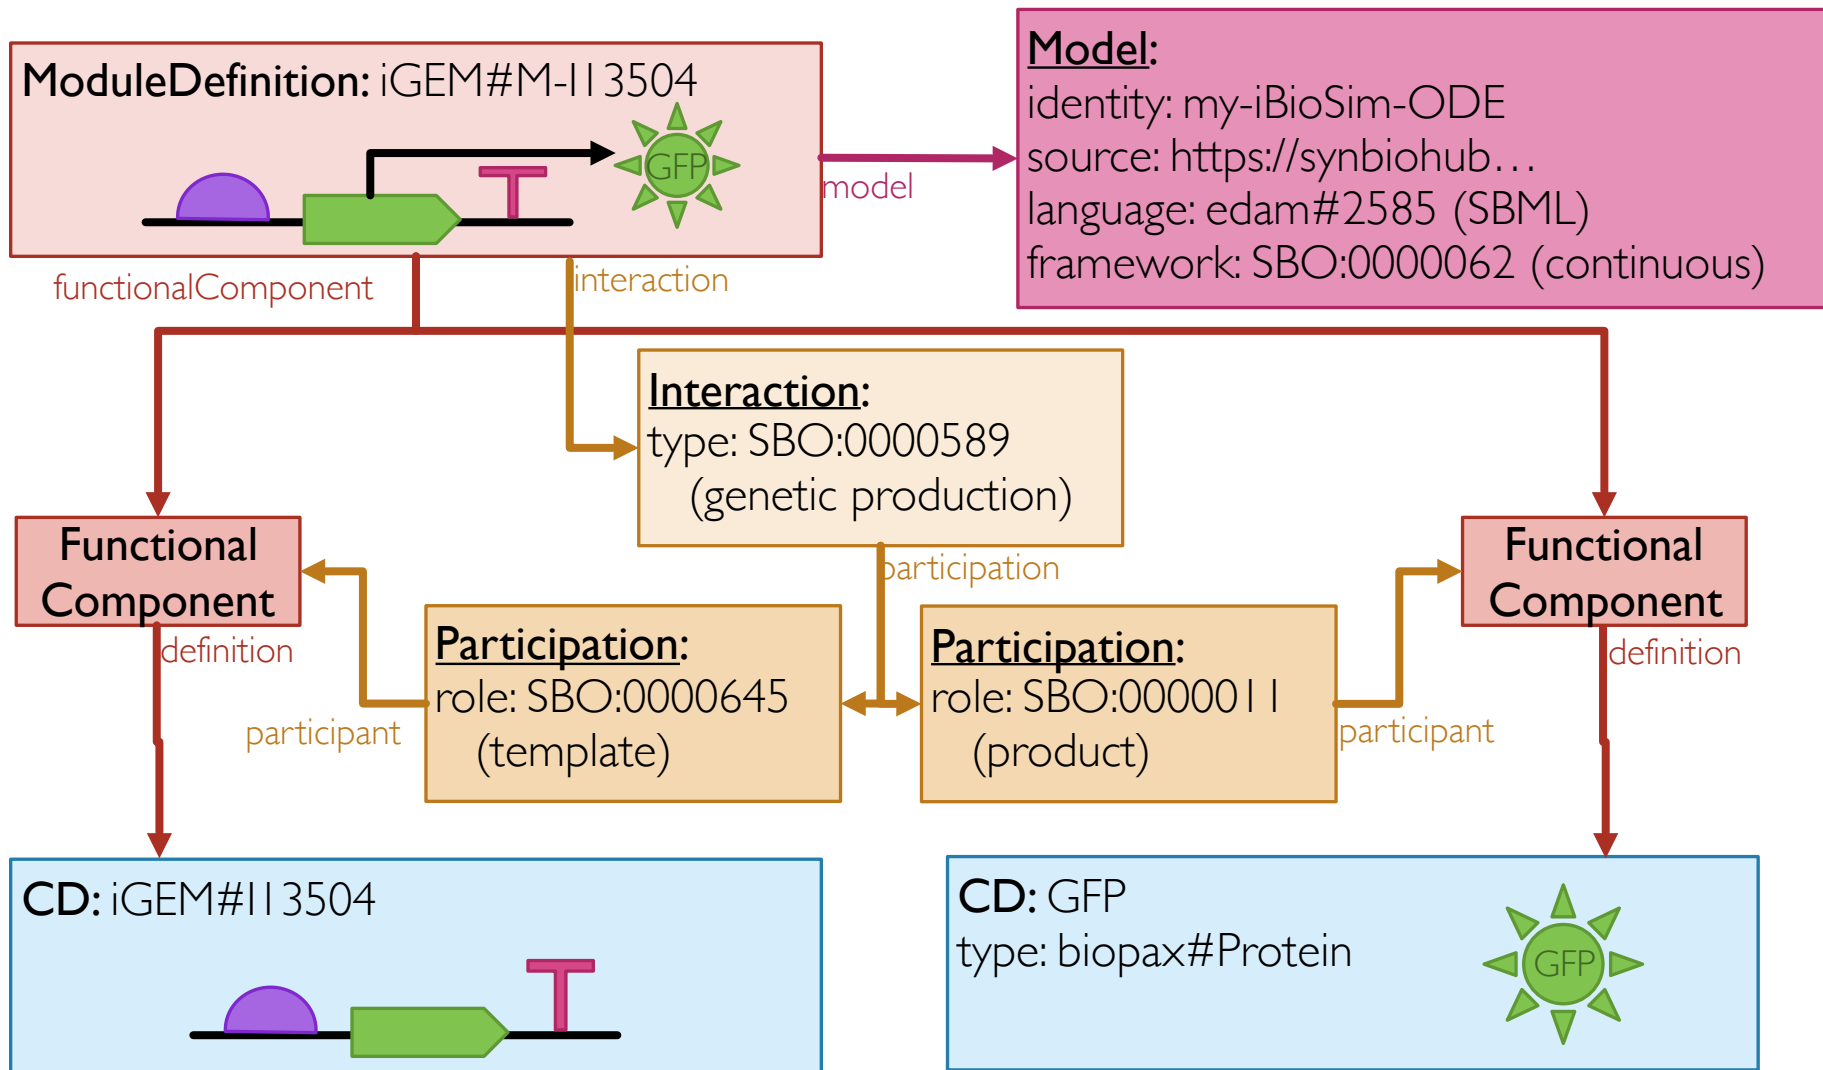 ModuleDefinition: iGEM#M-I13504
GFP
model
Model:
identity: my-iBioSim-ODE
source: https://synbiohub…
language: edam#2585 (SBML)
framework: SBO:0000062 (continuous)
functionalComponent
interaction
Interaction:
type: SBO:0000589
(genetic production)
participation
Functional
Component
definition
Functional
Component
definition
Participation:
role: SBO:0000645
(template)
participant
Participation:
role: SBO:0000011
(product)
participant
CD: iGEM#I13504
CD: GFP
type: biopax#Protein
GFP